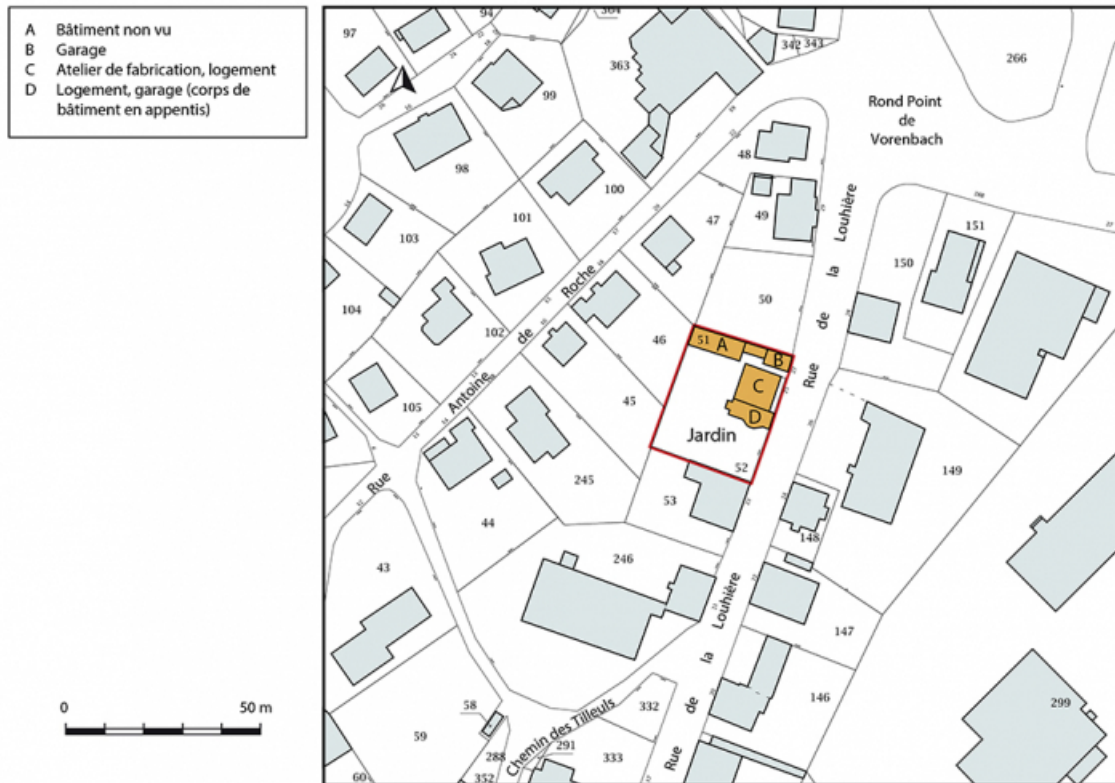 A Bâtiment non vu
B Garage
C Atelier de fabrication, logement
D Logement, garage (corps de
bâtiment en appentis)
0 50 m
97
94
364
342
343
363
266
99
Rond Point
de
Vorenbach
98
48
100
101
47
49
151
103
150
Rue de la Louhière
104
50
102
Rue Antoine de Roche
46
51 A
B
C
105
45
D
Jardin
52
149
245
53
44
148
246
43
147
146
58
332
299
59
Chemin des Tilleuls
Rue de la Louhière
288
291
333
60
352